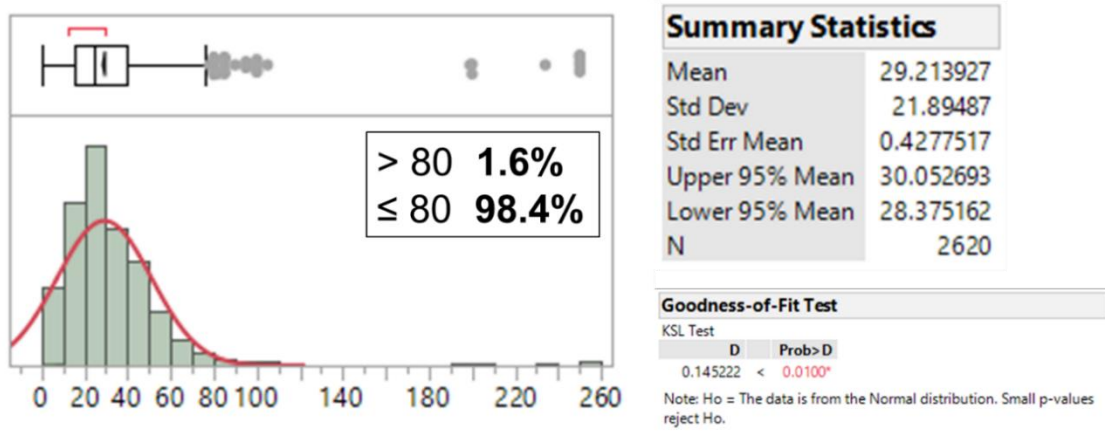 > 80 1.6%
≤ 80 98.4%
0 20 40 60 80 100 140 180 220 260
Summary Statistics
Mean 29.213927
Std Dev 21.89487
Std Err Mean 0.4277517
Upper 95% Mean 30.052693
Lower 95% Mean 28.375162
N 2620
Goodness-of-Fit Test
KSL Test
D Prob>D
0.145222 < 0.0100*
Note: Ho = The data is from the Normal distribution. Small p-values
reject Ho.